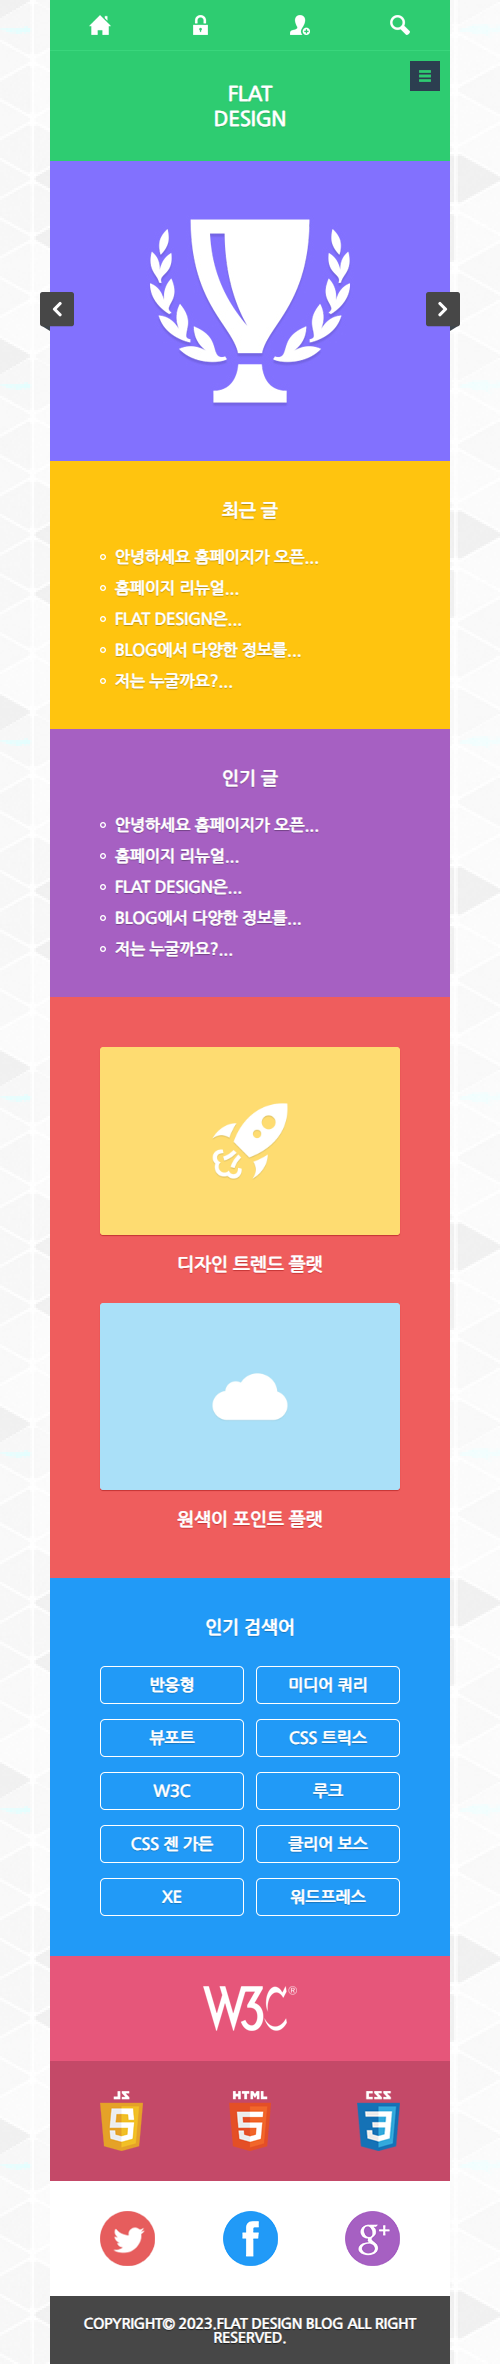 FLAT
DESIGN
최근 글
안녕하세요 홈페이지가 오픈...
홈페이지 리뉴얼...
FLAT DESIGN은...
BLOG에서 다양한 정보를...
저는 누굴까요?...
인기 글
안녕하세요 홈페이지가 오픈...
홈페이지 리뉴얼...
FLAT DESIGN은...
BLOG에서 다양한 정보를...
저는 누굴까요?...
디자인 트렌드 플랫
원색이 포인트 플랫
인기 검색어
반응형 미디어 쿼리
뷰포트 CSS 트릭스
W3C 루크
CSS 젠 가든 클리어 보스
XE 워드프레스
W3C®
JS HTML CSS
5 5 3
f g+
COPYRIGHT© 2023.FLAT DESIGN BLOG ALL RIGHT
RESERVED.